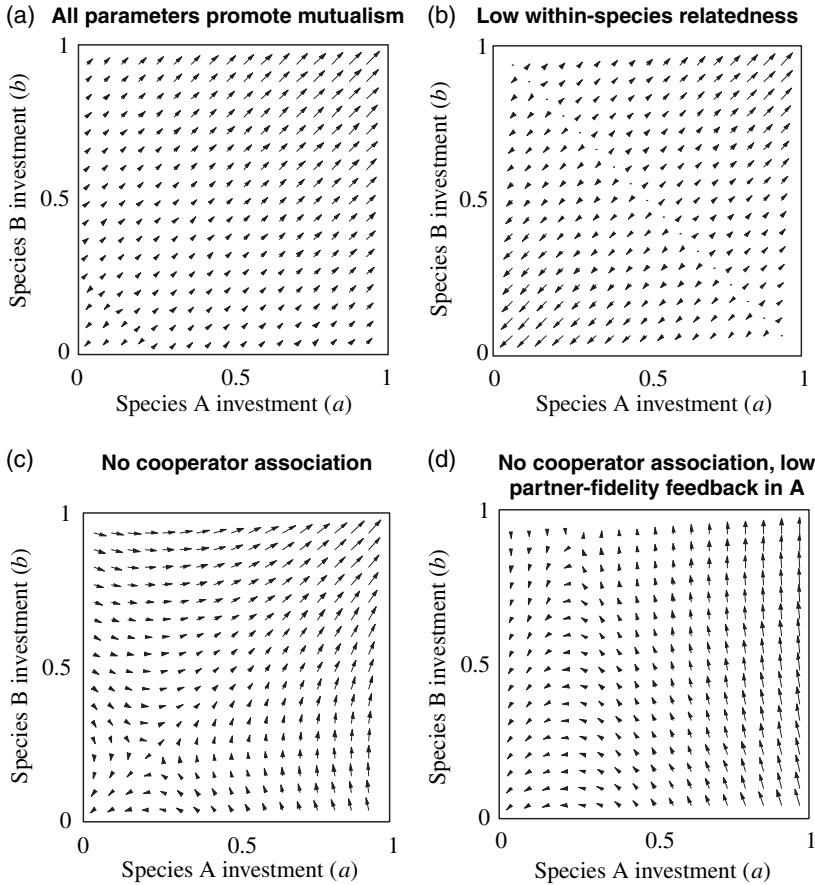 (a) All parameters promote mutualism
1
0.5
0
Species B investment (b)
0 0.5 1
Species A investment (a)
(b) Low within-species relatedness
1
0.5
0
Species B investment (b)
0 0.5 1
Species A investment (a)
(c) No cooperator association
1
0.5
0
Species B investment (b)
0 0.5 1
Species A investment (a)
(d) No cooperator association, low
partner-fidelity feedback in A
1
0.5
0
Species B investment (b)
0 0.5 1
Species A investment (a)